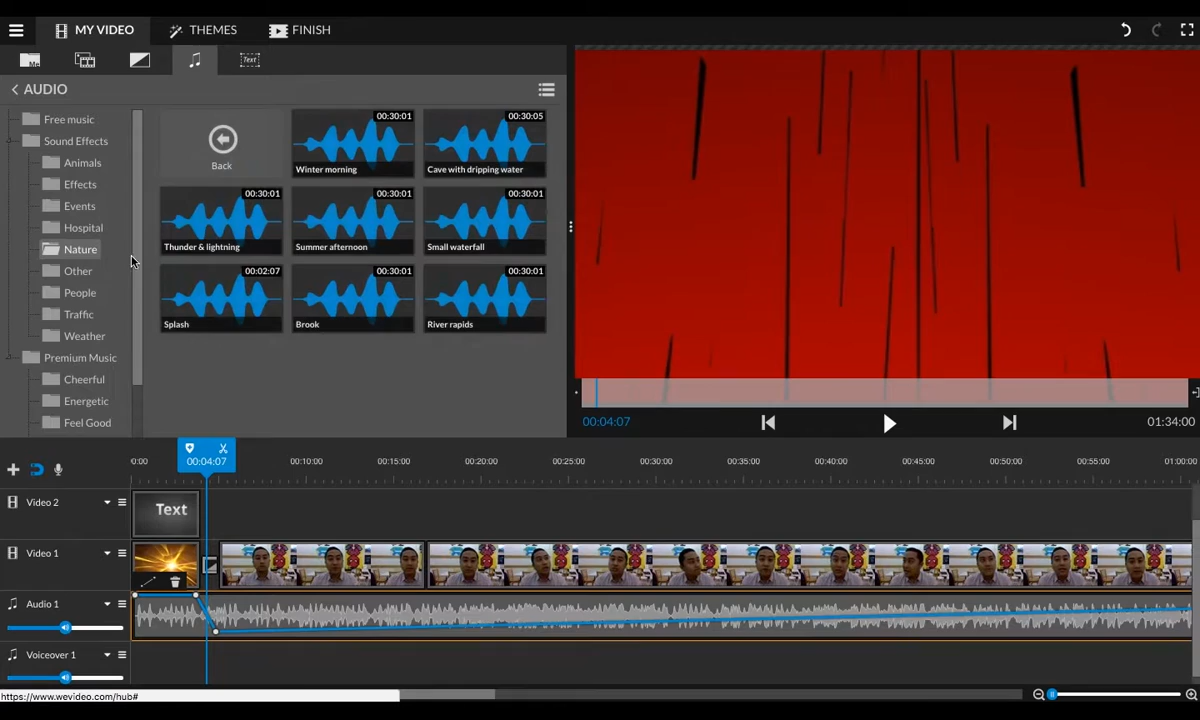 MY VIDEO THEMES FINISH
Me Text
AUDIO
Free music
Sound Effects
Animals
Effects
Events
Hospital
Nature
Other
People
Traffic
Weather
Premium Music
Cheerful
Energetic
Feel Good
Back
00:30:01
Winter morning
00:30:05
Cave with dripping water
00:30:01
Thunder & lightning
00:30:01
Summer afternoon
00:30:01
Small waterfall
00:02:07
Splash
00:30:01
Brook
00:30:01
River rapids
00:04:07 01:34:00
0:00 00:04:07 00:10:00 00:15:00 00:20:00 00:25:00 00:30:00 00:35:00 00:40:00 00:45:00 00:50:00 00:55:00 01:00:00
Video 2
Text
Video 1
Audio 1
Voiceover 1
https://www.wevideo.com/hub#